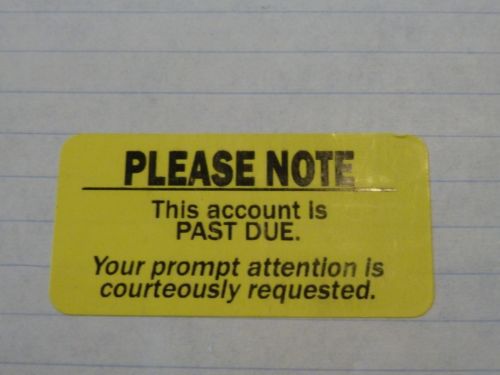 PLEASE NOTE
This account is
PAST DUE.
Your prompt attention is
courteously requested.